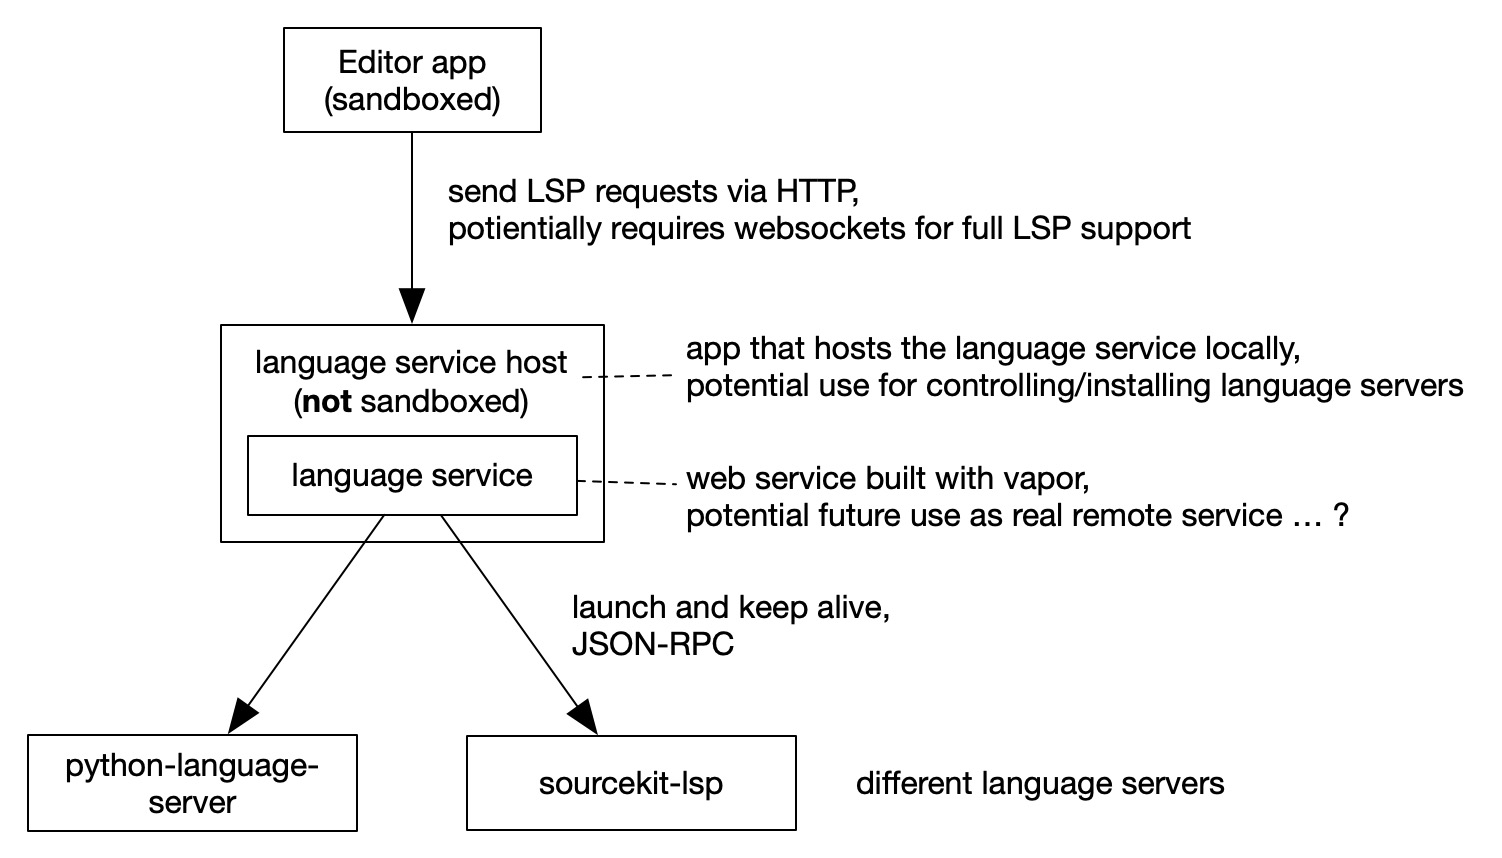 Editor app
(sandboxed)
send LSP requests via HTTP,
potientially requires websockets for full LSP support
language service host
(not sandboxed)
app that hosts the language service locally,
potential use for controlling/installing language servers
language service
web service built with vapor,
potential future use as real remote service … ?
launch and keep alive,
JSON-RPC
python-language-
server
sourcekit-lsp
different language servers